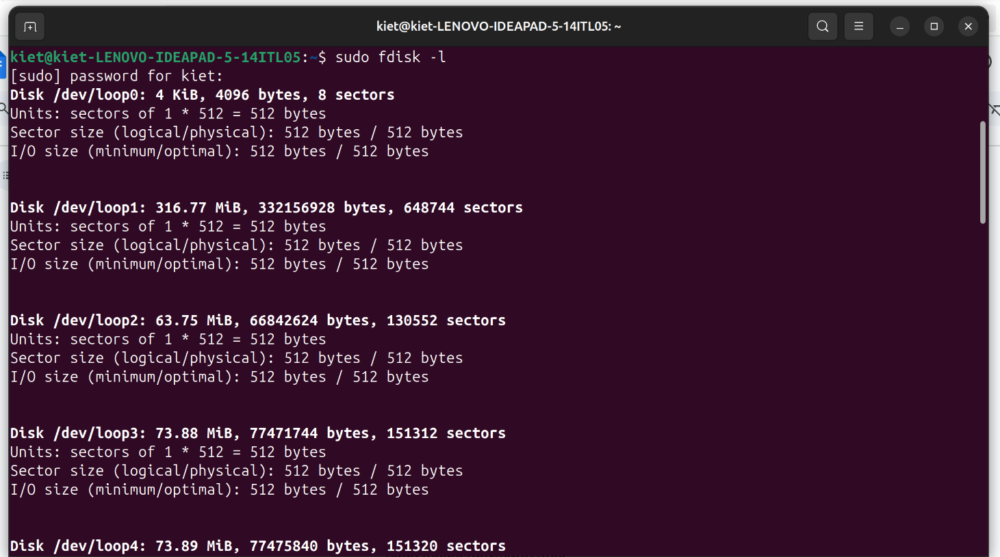 kiet@kiet-LENOVO-IDEAPAD-5-14ITL05: ~
kiet@kiet-LENOVO-IDEAPAD-5-14ITL05:~$ sudo fdisk -l
[sudo] password for kiet:
Disk /dev/loop0: 4 KiB, 4096 bytes, 8 sectors
Units: sectors of 1 * 512 = 512 bytes
Sector size (logical/physical): 512 bytes / 512 bytes
I/O size (minimum/optimal): 512 bytes / 512 bytes
Disk /dev/loop1: 316.77 MiB, 332156928 bytes, 648744 sectors
Units: sectors of 1 * 512 = 512 bytes
Sector size (logical/physical): 512 bytes / 512 bytes
I/O size (minimum/optimal): 512 bytes / 512 bytes
Disk /dev/loop2: 63.75 MiB, 66842624 bytes, 130552 sectors
Units: sectors of 1 * 512 = 512 bytes
Sector size (logical/physical): 512 bytes / 512 bytes
I/O size (minimum/optimal): 512 bytes / 512 bytes
Disk /dev/loop3: 73.88 MiB, 77471744 bytes, 151312 sectors
Units: sectors of 1 * 512 = 512 bytes
Sector size (logical/physical): 512 bytes / 512 bytes
I/O size (minimum/optimal): 512 bytes / 512 bytes
Disk /dev/loop4: 73.89 MiB, 77475840 bytes, 151320 sectors